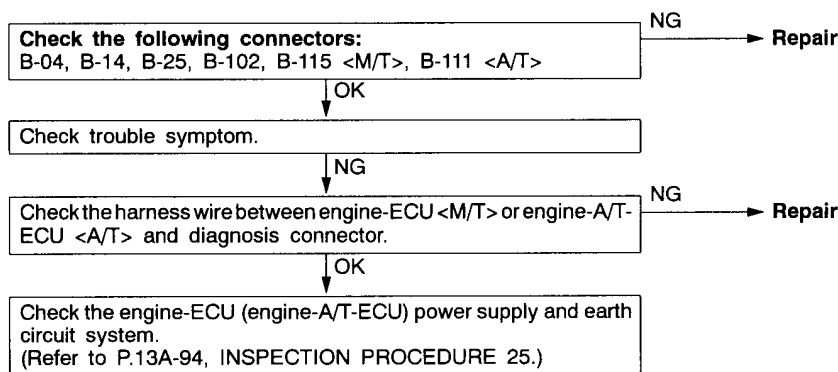 NG
Check the following connectors:
Repair
B-04, B-14, B-25, B-102, B-115 <M/T>, B-111 <A/T>
OK
Check trouble symptom.
NG
NG
Check the harness wire between engine-ECU <M/T> or engine-A/T-
Repair
ECU <A/T> and diagnosis connector.
OK
Check the engine-ECU (engine-A/T-ECU) power supply and earth
circuit system.
(Refer to P.13A-94, INSPECTION PROCEDURE 25.)